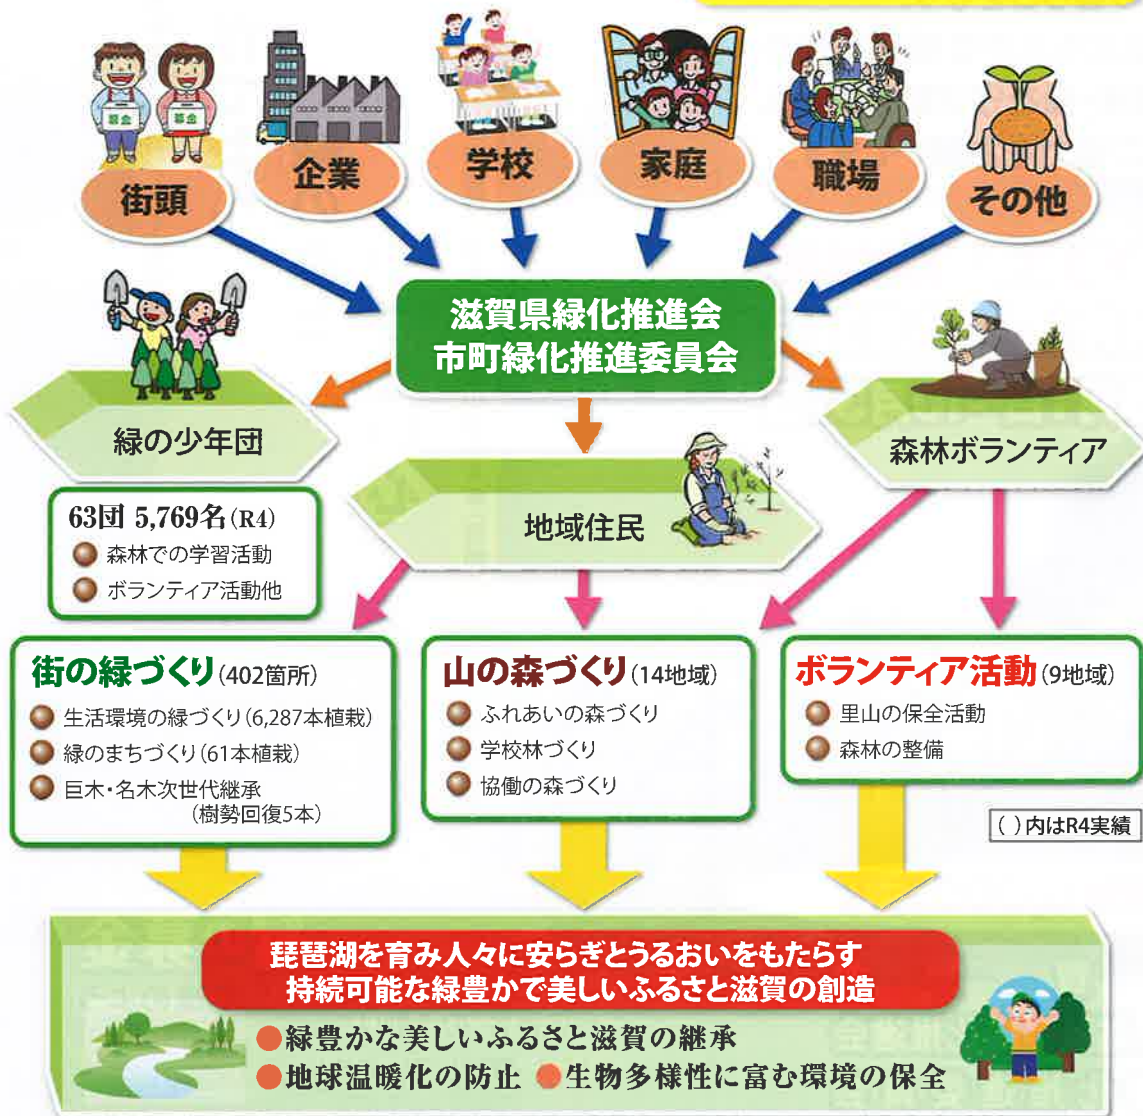 募金
募金
街頭
企業
学校
家庭
職場
その他
滋賀県緑化推進会
市町緑化推進委員会
緑の少年団
森林ボランティア
地域住民
63団 5,769名(R4)
森林での学習活動
ボランティア活動他
街の緑づくり(402箇所)
生活環境の緑づくり(6,287本植栽)
緑のまちづくり(61本植栽)
巨木・名木次世代継承
(樹勢回復5本)
山の森づくり(14地域)
ふれあいの森づくり
学校林づくり
協働の森づくり
ボランティア活動(9地域)
里山の保全活動
森林の整備
( )内はR4実績
琵琶湖を育み人々に安らぎとうるおいをもたらす
持続可能な緑豊かで美しいふるさと滋賀の創造
緑豊かな美しいふるさと滋賀の継承
地球温暖化の防止 生物多様性に富む環境の保全